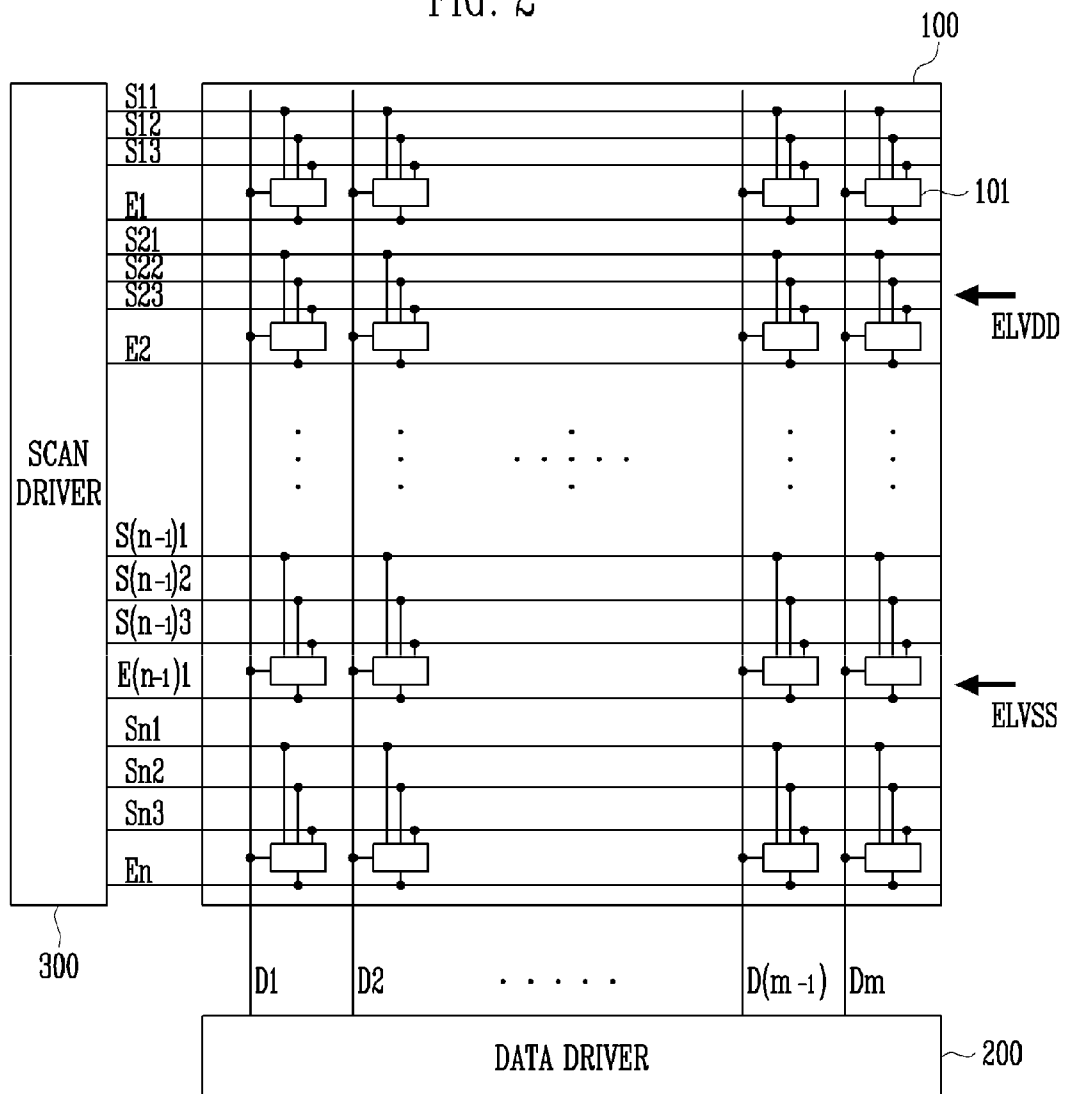 FIG. 2
100
S11
S12
S13
E1
101
S21
S22
S23
E2
ELVDD
SCAN
DRIVER
S(n-1)1
S(n-1)2
S(n-1)3
E(n-1)1
ELVSS
Sn1
Sn2
Sn3
En
300
D1 D2 ..... D(m-1) Dm
DATA DRIVER
200